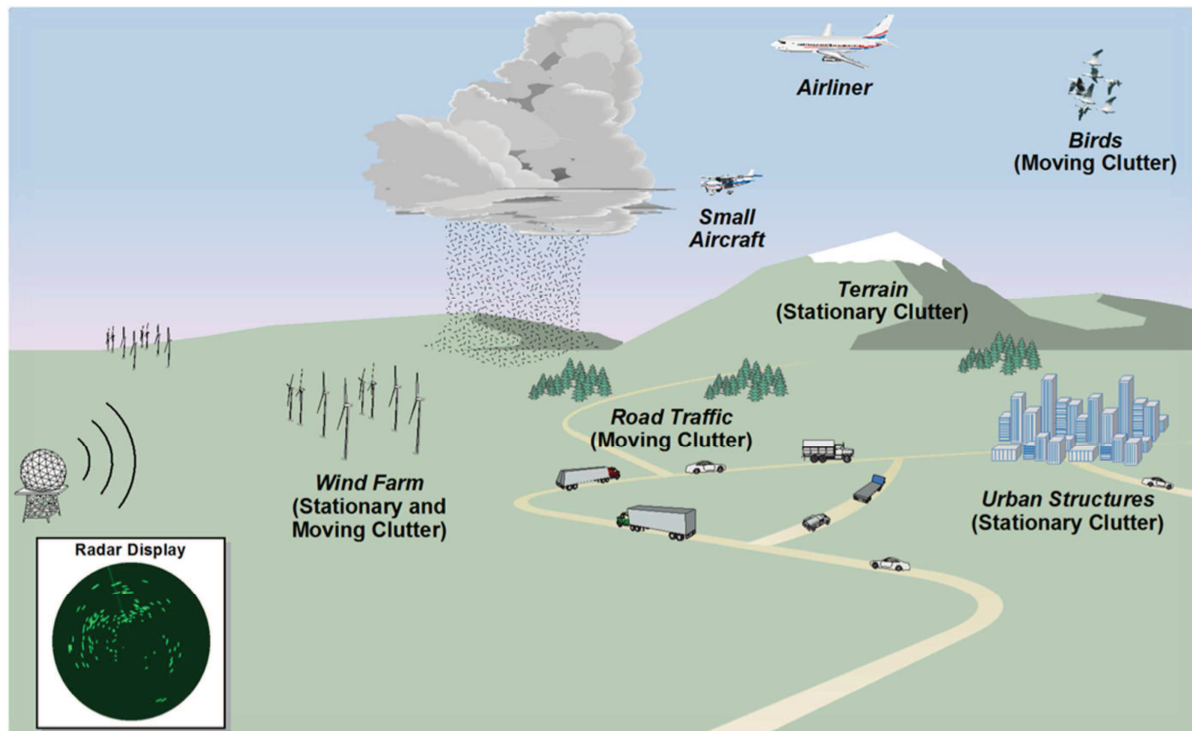 Airliner
Birds
(Moving Clutter)
Small
Aircraft
Terrain
(Stationary Clutter)
Road Traffic
(Moving Clutter)
Wind Farm
(Stationary and
Moving Clutter)
Urban Structures
(Stationary Clutter)
Radar Display